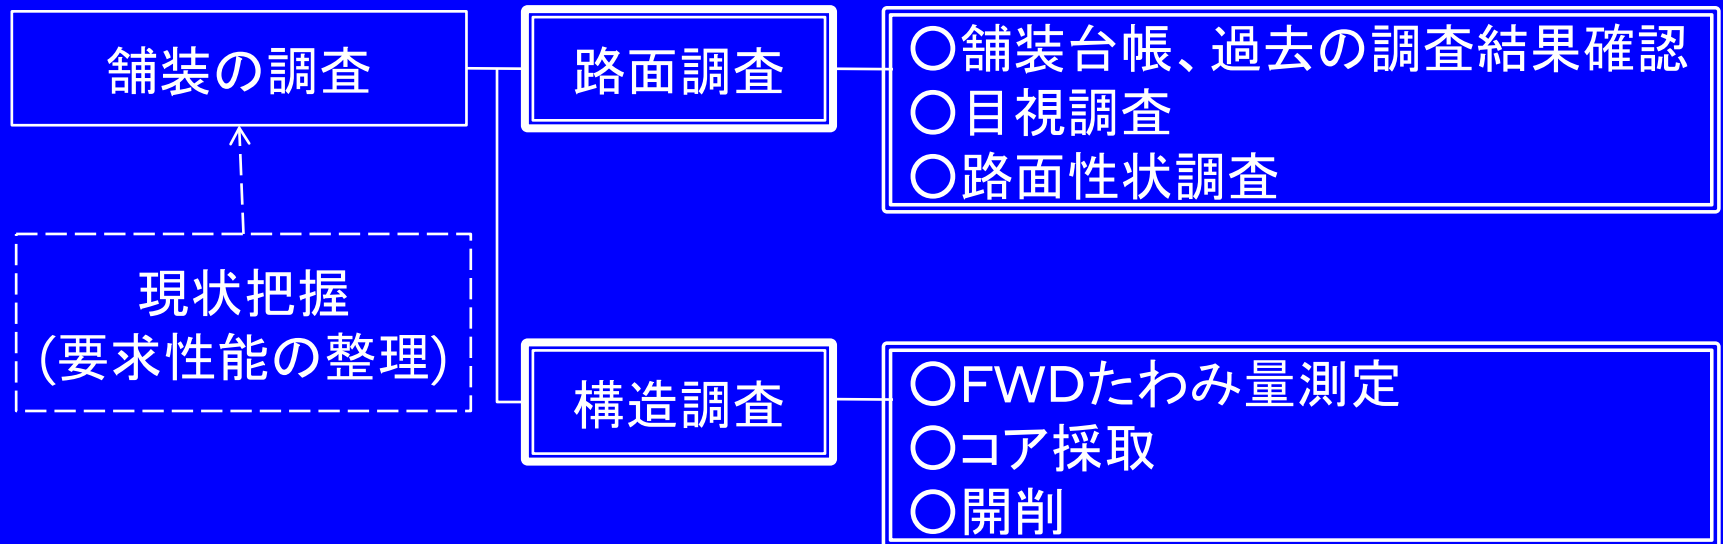 舗装の調査
路面調査
○舗装台帳、過去の調査結果確認
○目視調査
○路面性状調査
現状把握
(要求性能の整理)
構造調査
○FWDたわみ量測定
○コア採取
○開削